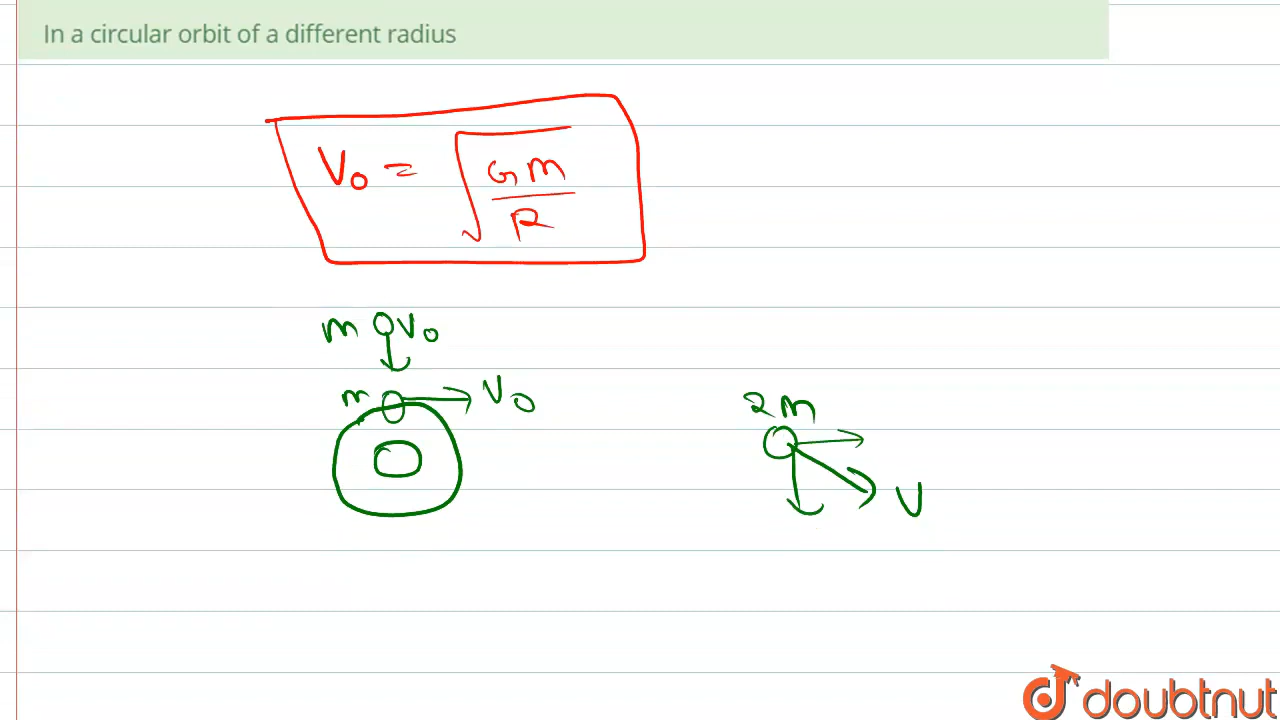 In a circular orbit of a different radius
V₀ = √(GM/R)
m V₀
m V₀
2m
V
doubtnut